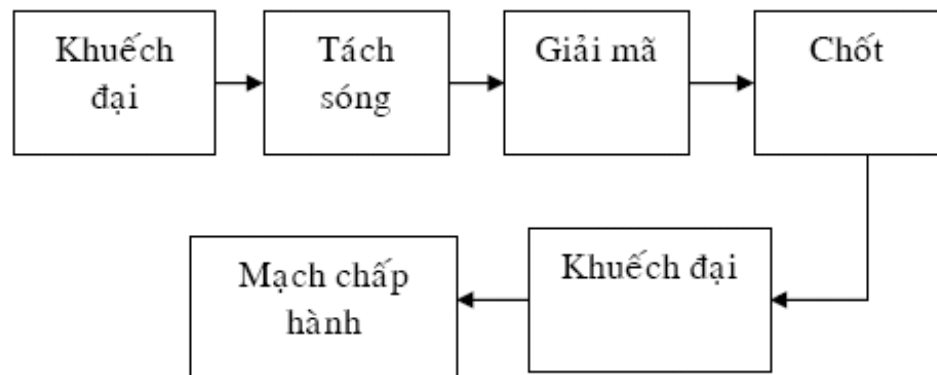 Khuếch
đại
Tách
sóng
Giải mã
Chốt
Khuếch đại
Mạch chấp
hành